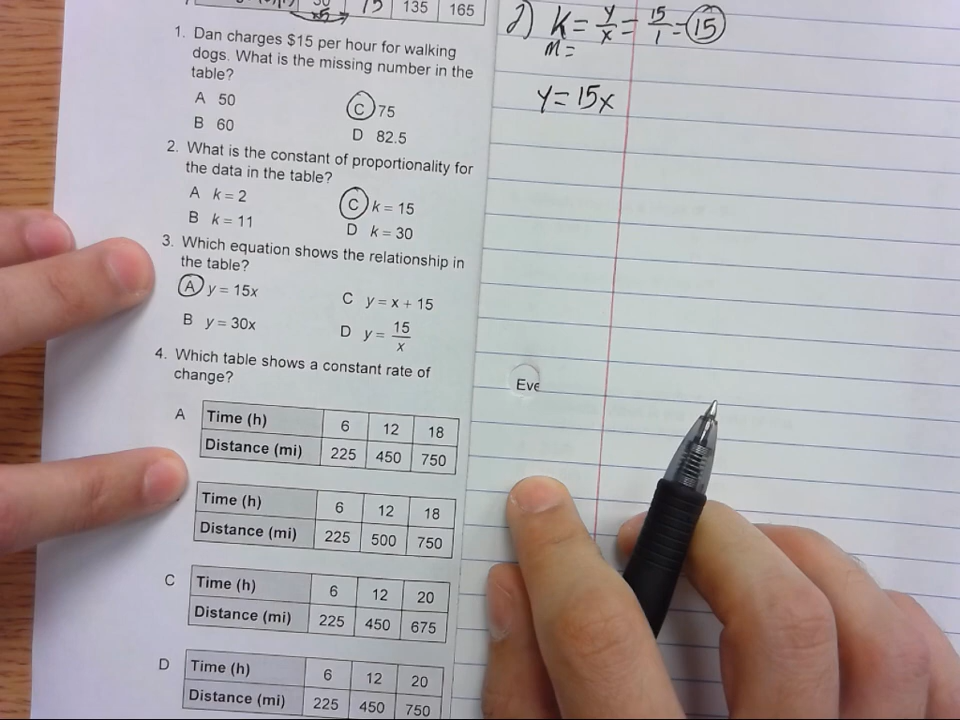 x5 15 135 165
1. Dan charges $15 per hour for walking
dogs. What is the missing number in the
table?
A 50
C 75
B 60
D 82.5
2. What is the constant of proportionality for
the data in the table?
A k = 2
C k = 15
B k = 11
D k = 30
3. Which equation shows the relationship in
the table?
A y = 15x
C y = x + 15
B y = 30x
D y = 15/x
4. Which table shows a constant rate of
change?
A
Time (h) 6 12 18
Distance (mi) 225 450 750
Time (h) 6 12 18
Distance (mi) 225 500 750
C
Time (h) 6 12 20
Distance (mi) 225 450 675
D
Time (h) 6 12 20
Distance (mi) 225 450 750
2) k = y/x = 15/1 = 15
m =
y = 15x
Eve